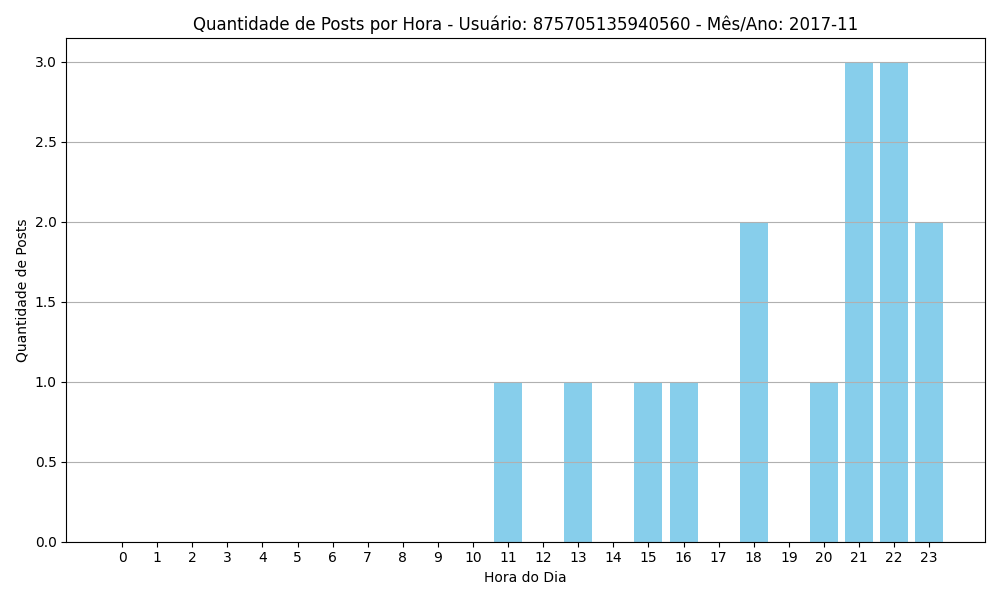 Quantidade de Posts por Hora - Usuário: 875705135940560 - Mês/Ano: 2017-11
Quantidade de Posts
3.0
2.5
2.0
1.5
1.0
0.5
0.0
0 1 2 3 4 5 6 7 8 9 10 11 12 13 14 15 16 17 18 19 20 21 22 23
Hora do Dia